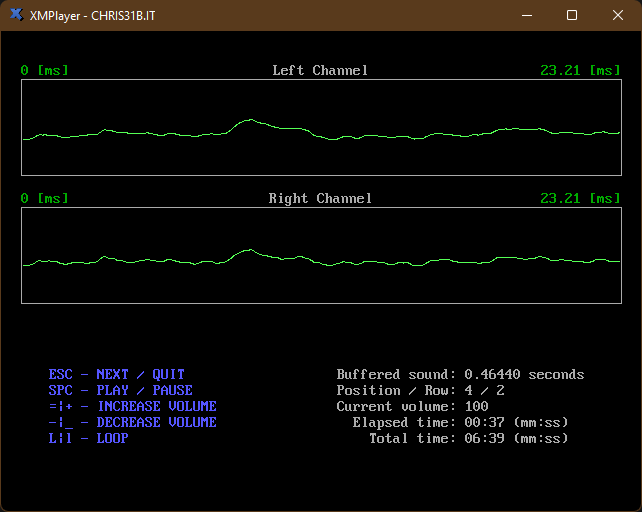 XMPlayer - CHRIS31B.IT
0 [ms] Left Channel 23.21 [ms]
0 [ms] Right Channel 23.21 [ms]
ESC - NEXT / QUIT
SPC - PLAY / PAUSE
=¦+ - INCREASE VOLUME
-¦_ - DECREASE VOLUME
L¦l - LOOP
Buffered sound: 0.46440 seconds
Position / Row: 4 / 2
Current volume: 100
Elapsed time: 00:37 (mm:ss)
Total time: 06:39 (mm:ss)